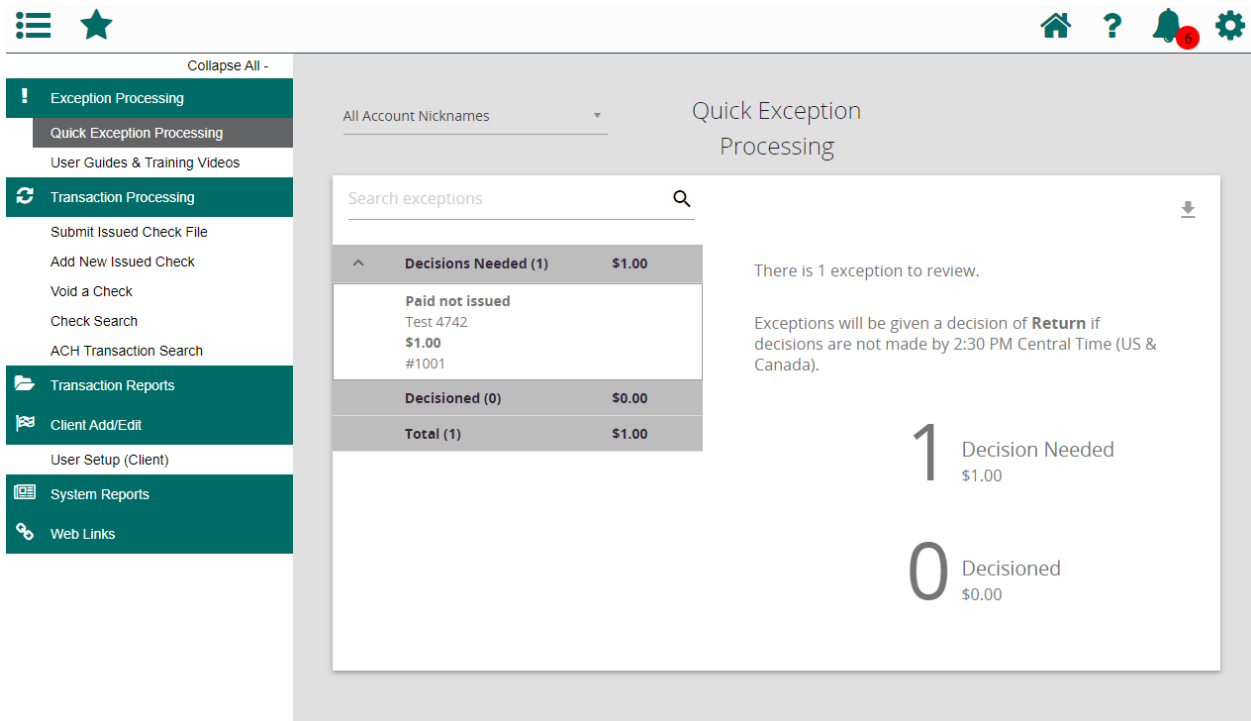 6
Collapse All -
Exception Processing
Quick Exception Processing
User Guides & Training Videos
Transaction Processing
Submit Issued Check File
Add New Issued Check
Void a Check
Check Search
ACH Transaction Search
Transaction Reports
Client Add/Edit
User Setup (Client)
System Reports
Web Links
All Account Nicknames
Quick Exception
Processing
Search exceptions
Decisions Needed (1) $1.00
Paid not issued
Test 4742
$1.00
#1001
Decisioned (0) $0.00
Total (1) $1.00
There is 1 exception to review.
Exceptions will be given a decision of Return if
decisions are not made by 2:30 PM Central Time (US &
Canada).
1 Decision Needed
$1.00
0 Decisioned
$0.00